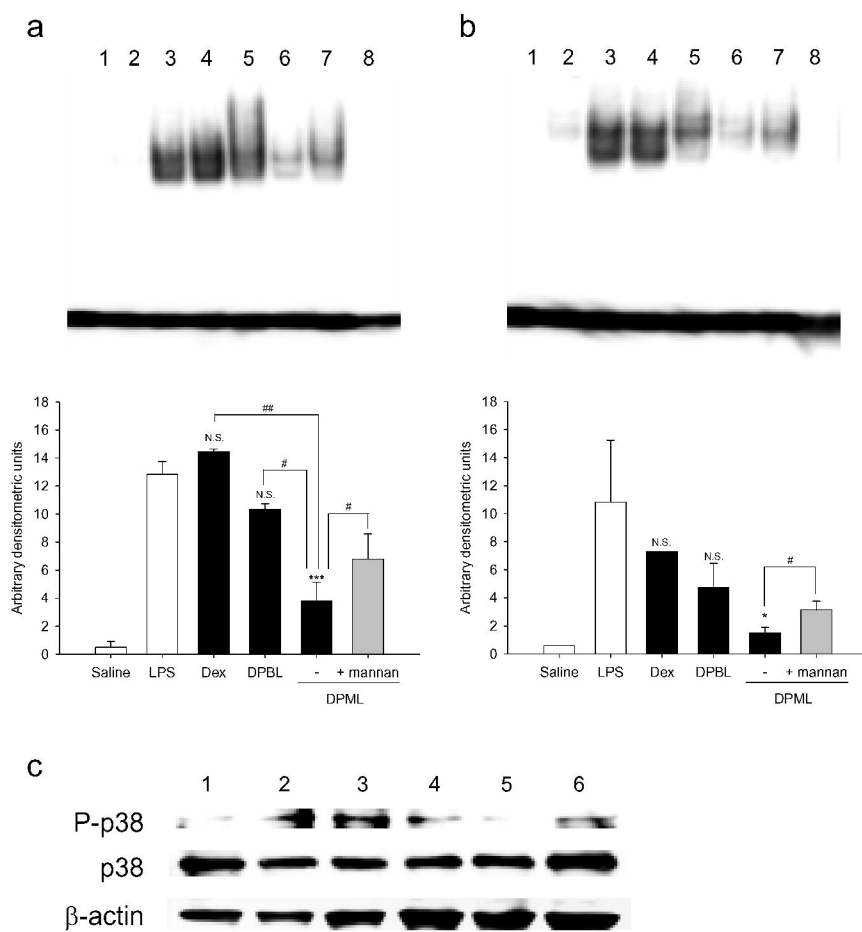 a
1 2 3 4 5 6 7 8
b
1 2 3 4 5 6 7 8
Arbitrary densitometric units
18
16
14
12
10
8
6
4
2
0
##
N.S.
#
N.S.
#
***
Saline LPS Dex DPBL - + mannan
DPML
Arbitrary densitometric units
18
16
14
12
10
8
6
4
2
0
N.S.
N.S.
#
*
Saline LPS Dex DPBL - + mannan
DPML
c
1 2 3 4 5 6
P-p38
p38
β-actin